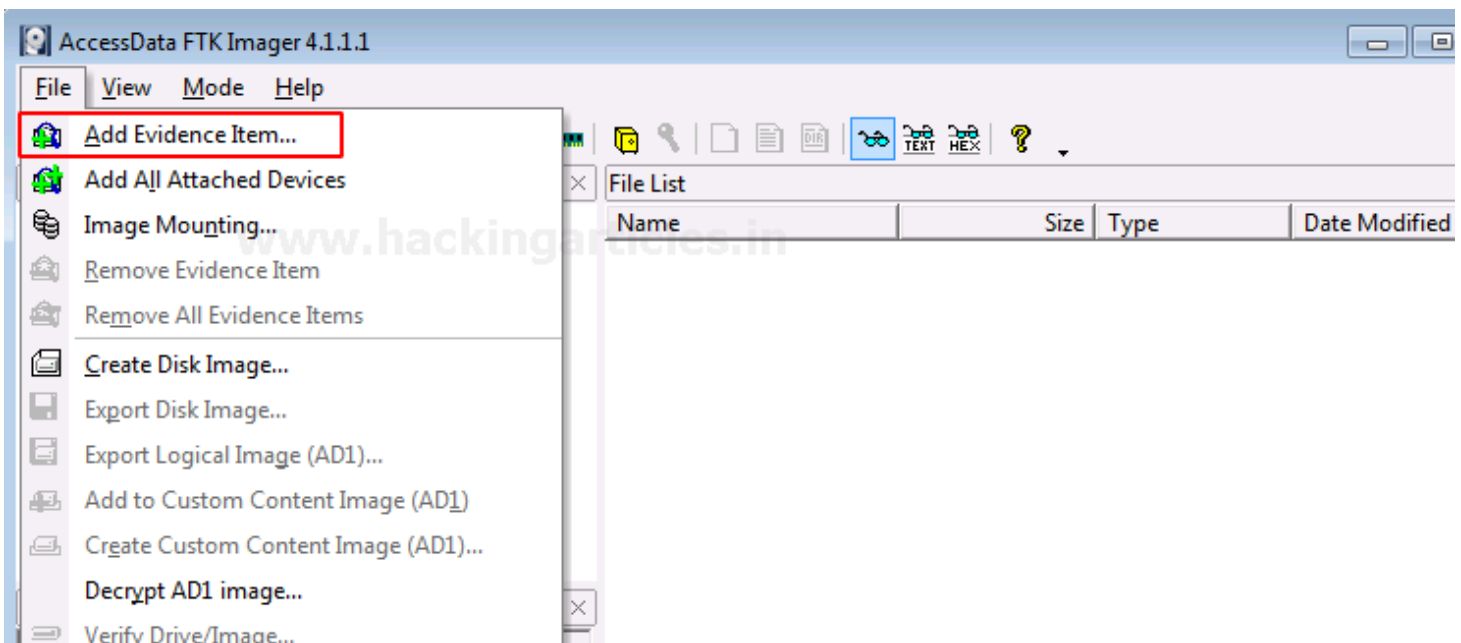 AccessData FTK Imager 4.1.1.1
File View Mode Help
Add Evidence Item...
TEXT HEX
DIR
Add All Attached Devices
File List
Image Mounting...
Name Size Type Date Modified
www.hackingarticles.in
Remove Evidence Item
Remove All Evidence Items
Create Disk Image...
Export Disk Image...
Export Logical Image (AD1)...
Add to Custom Content Image (AD1)
Create Custom Content Image (AD1)...
Decrypt AD1 image...
Verify Drive/Image...